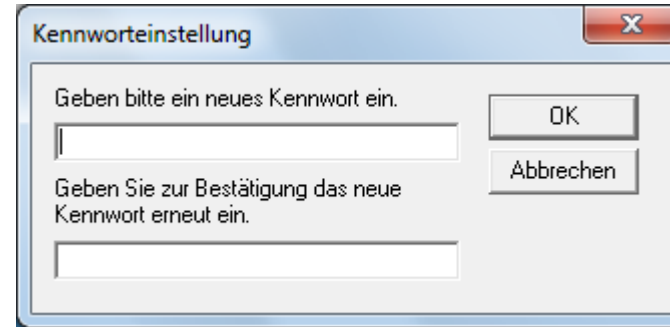 Kennworteinstellung
Geben bitte ein neues Kennwort ein.
OK
Abbrechen
Geben Sie zur Bestätigung das neue
Kennwort erneut ein.